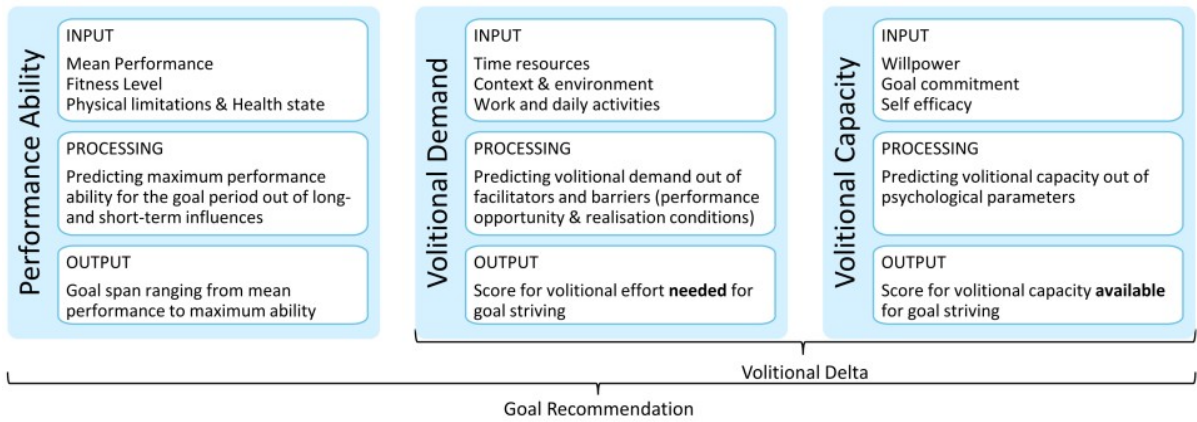 Performance Ability
INPUT
Mean Performance
Fitness Level
Physical limitations & Health state
PROCESSING
Predicting maximum performance
ability for the goal period out of long-
and short-term influences
OUTPUT
Goal span ranging from mean
performance to maximum ability
Volitional Demand
INPUT
Time resources
Context & environment
Work and daily activities
PROCESSING
Predicting volitional demand out of
facilitators and barriers (performance
opportunity & realisation conditions)
OUTPUT
Score for volitional effort needed for
goal striving
Volitional Capacity
INPUT
Willpower
Goal commitment
Self efficacy
PROCESSING
Predicting volitional capacity out of
psychological parameters
OUTPUT
Score for volitional capacity available
for goal striving
Volitional Delta
Goal Recommendation